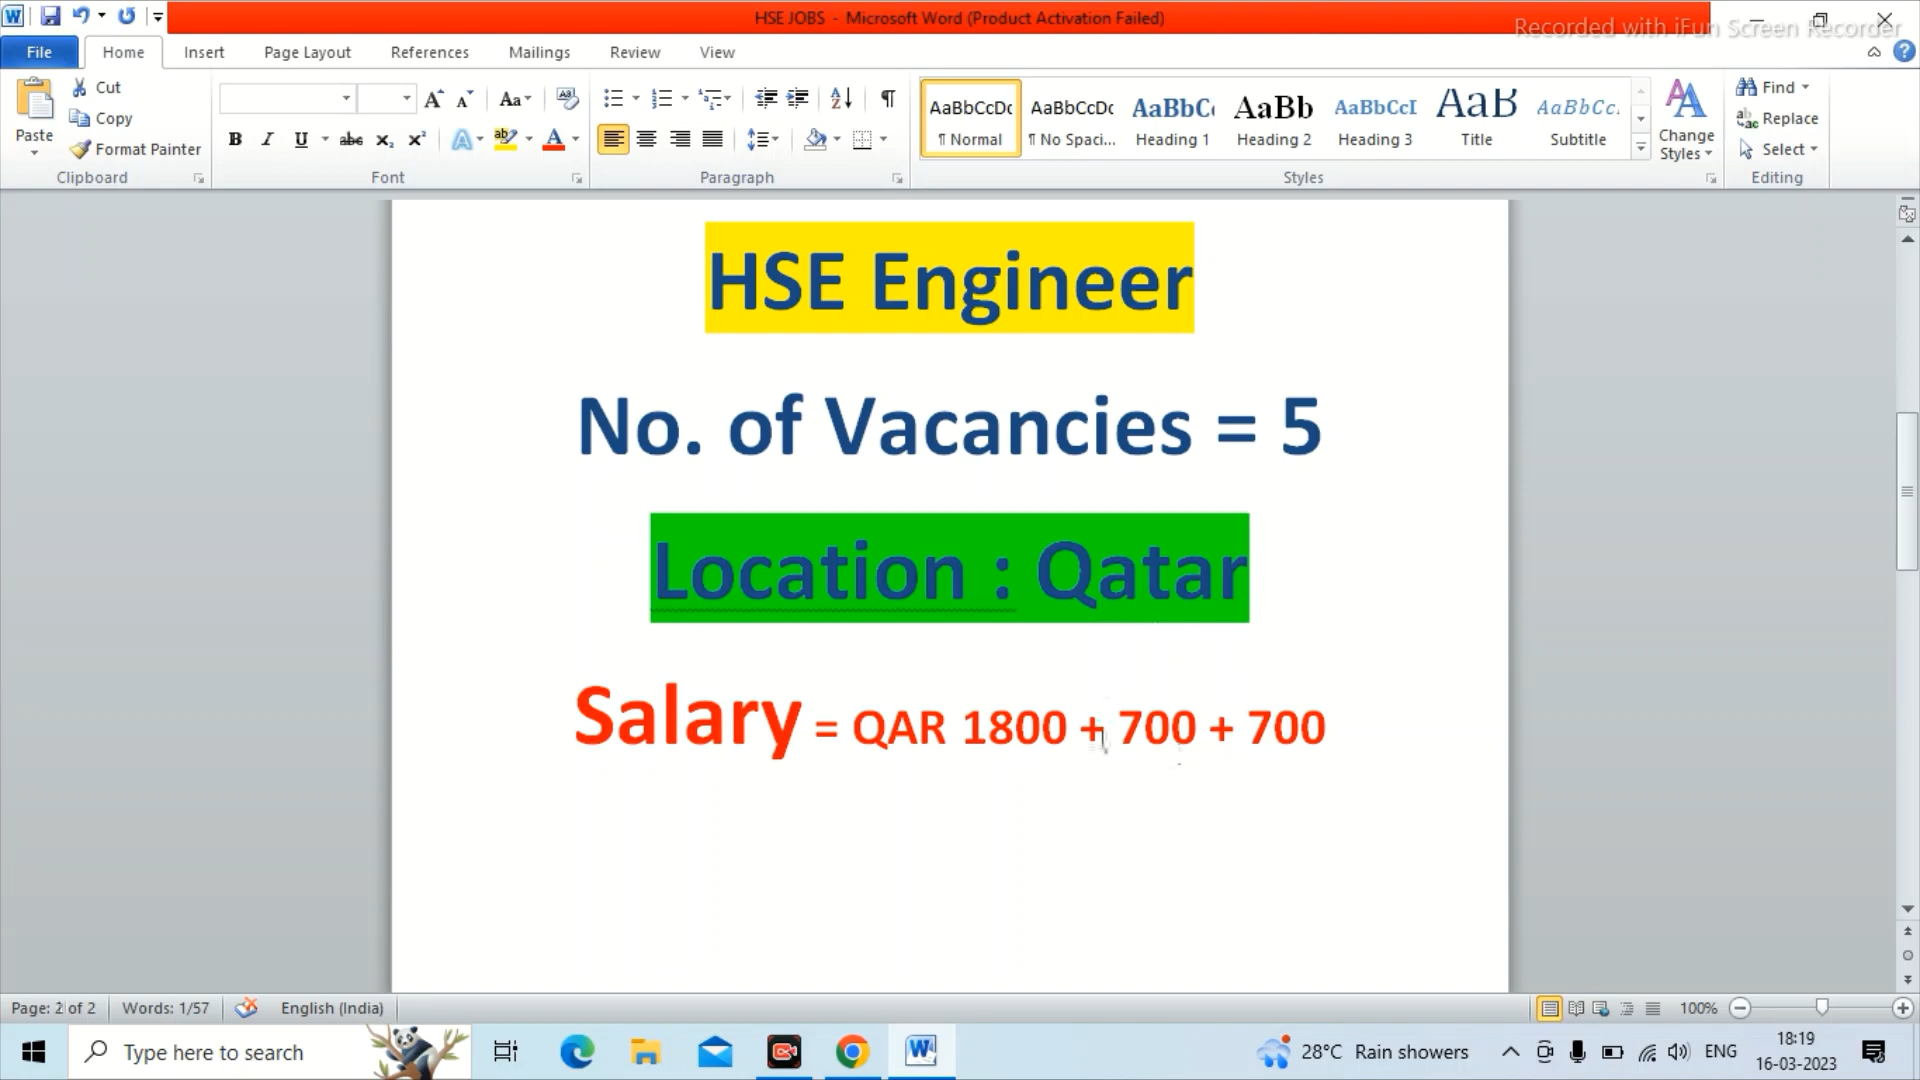 HSE JOBS - Microsoft Word (Product Activation Failed)
Recorded with iFun Screen Recorder
File Home Insert Page Layout References Mailings Review View
Paste
Cut
Copy
Format Painter
Clipboard
Font
Paragraph
AaBbCcDc AaBbCcDc AaBbC AaBb AaBbCcI AaB AaBbCc.
¶ Normal ¶ No Spaci... Heading 1 Heading 2 Heading 3 Title Subtitle
Change Styles
Styles
Find
Replace
Select
Editing
HSE Engineer
No. of Vacancies = 5
Location : Qatar
Salary = QAR 1800 + 700 + 700
Page: 2 of 2 Words: 1/57 English (India) 100%
Type here to search
28°C Rain showers ENG
18:19
16-03-2023